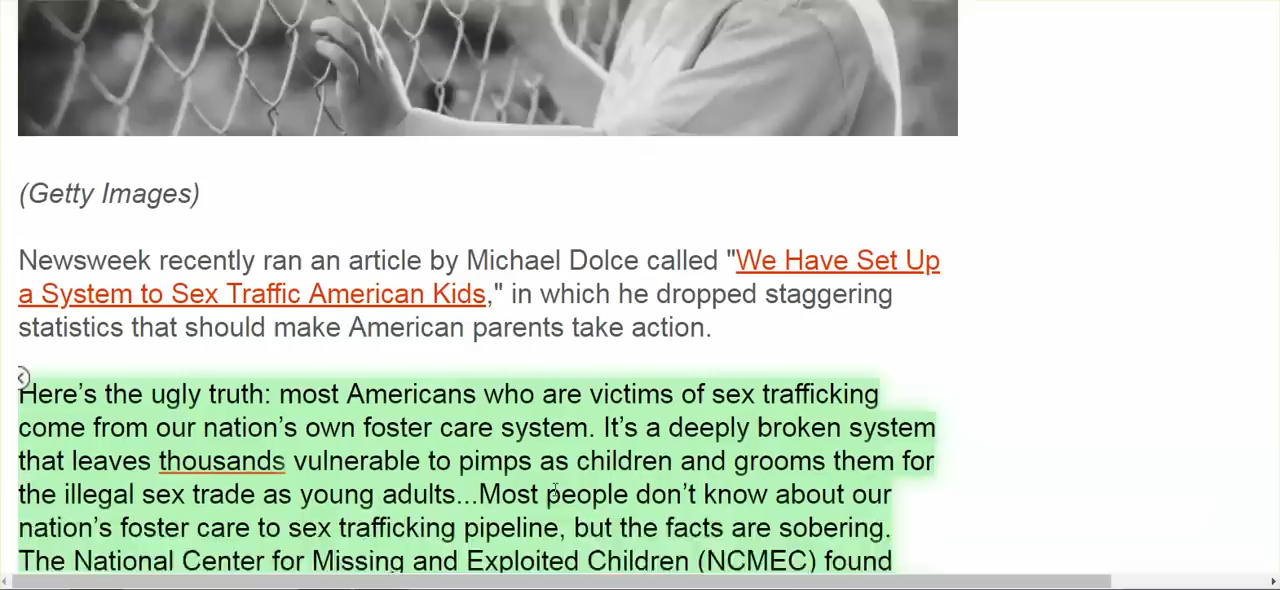 (Getty Images)
Newsweek recently ran an article by Michael Dolce called "We Have Set Up
a System to Sex Traffic American Kids," in which he dropped staggering
statistics that should make American parents take action.
Here’s the ugly truth: most Americans who are victims of sex trafficking
come from our nation’s own foster care system. It’s a deeply broken system
that leaves thousands vulnerable to pimps as children and grooms them for
the illegal sex trade as young adults...Most people don’t know about our
nation’s foster care to sex trafficking pipeline, but the facts are sobering.
The National Center for Missing and Exploited Children (NCMEC) found